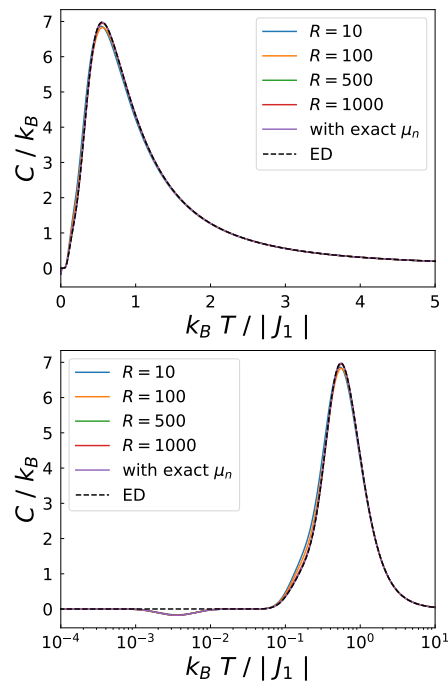 7
6
5
4
3
2
1
0
C / k_B
R = 10
R = 100
R = 500
R = 1000
with exact μ_n
ED
0 1 2 3 4 5
k_B T / | J_1 |
7
6
5
4
3
2
1
0
C / k_B
R = 10
R = 100
R = 500
R = 1000
with exact μ_n
ED
10^−4 10^−3 10^−2 10^−1 10^0 10^1
k_B T / | J_1 |